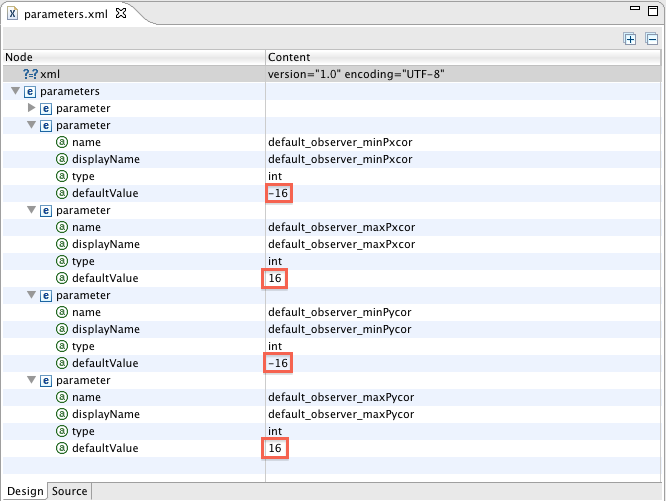 parameters.xml
Node Content
?=? xml version="1.0" encoding="UTF-8"
e parameters
e parameter
e parameter
a name default_observer_minPxcor
a displayName default_observer_minPxcor
a type int
a defaultValue -16
e parameter
a name default_observer_maxPxcor
a displayName default_observer_maxPxcor
a type int
a defaultValue 16
e parameter
a name default_observer_minPycor
a displayName default_observer_minPycor
a type int
a defaultValue -16
e parameter
a name default_observer_maxPycor
a displayName default_observer_maxPycor
a type int
a defaultValue 16
Design Source